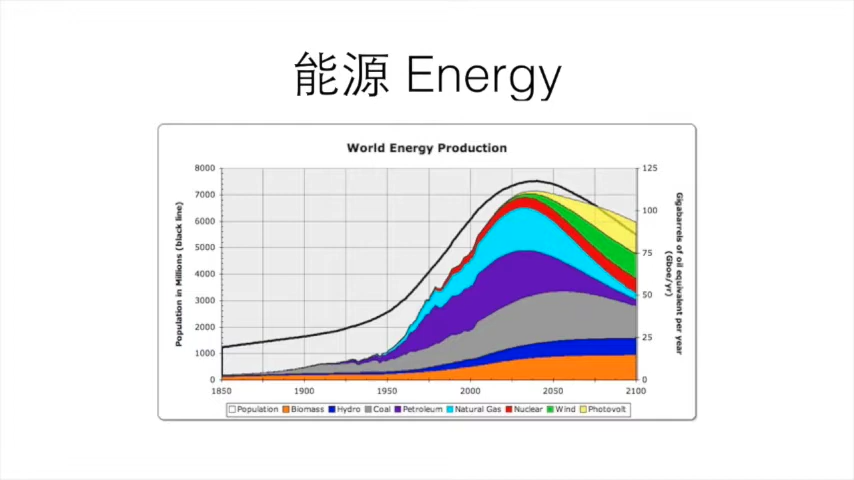 能源 Energy
World Energy Production
Population in Millions (black line)
8000
7000
6000
5000
4000
3000
2000
1000
0
125
100
75
50
25
0
Gigabarrels of oil equivalent per year
(Gboe/yr)
1850 1900 1950 2000 2050 2100
Population Biomass Hydro Coal Petroleum Natural Gas Nuclear Wind Photovolt